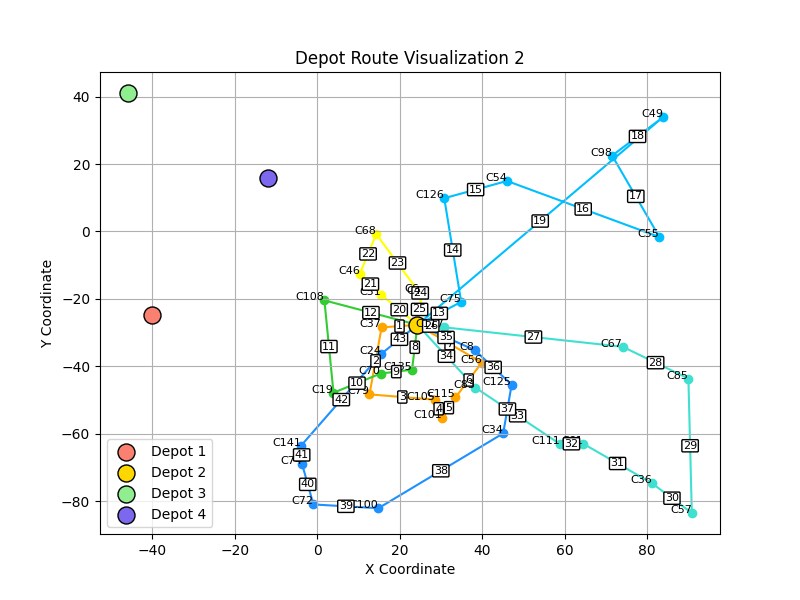 Depot Route Visualization 2
Y Coordinate
40
20
0
−20
−40
−60
−80
C49
18
C98
17
C54
15
C126
16
19
C55
C68
14
22
23
C46
21
24
C75
C108
20
25
13
12
C37
1
26
35
27
43
11
8
C67
C24
2
34
C8
C56
28
36
C70
9
C135
C85
10
C19
C79
6
C83
C125
42
3
C105
C115
4
5
37
33
C101
C34
C141
C111
32
29
41
C7
31
38
40
C36
30
C72
39
C100
C57
Depot 1
Depot 2
Depot 3
Depot 4
−40
−20
0
20
40
60
80
X Coordinate